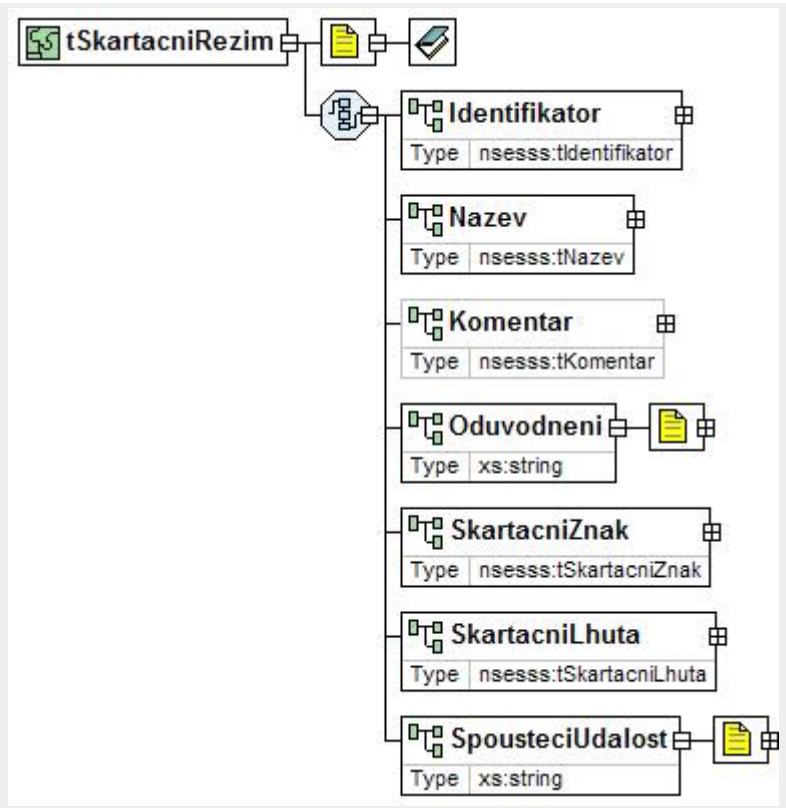 tSkartacniRezim
Identifikator
Type nsesss:tIdentifikator
Nazev
Type nsesss:tNazev
Komentar
Type nsesss:tKomentar
Oduvodneni
Type xs:string
SkartacniZnak
Type nsesss:tSkartacniZnak
SkartacniLhuta
Type nsesss:tSkartacniLhuta
SpousteciUdalost
Type xs:string